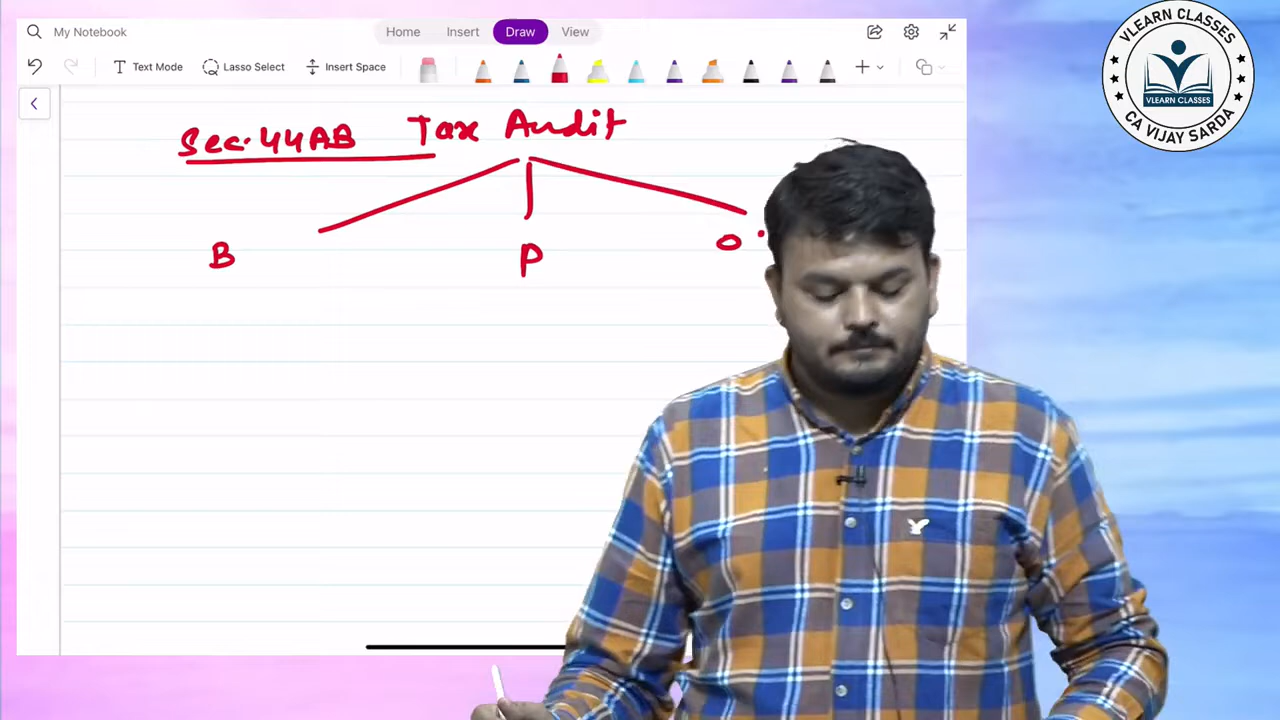 My Notebook
Home Insert Draw View
Text Mode Lasso Select Insert Space
Sec.44AB Tax Audit
B P O.
VLEARN CLASSES
VLEARN CLASSES
CA VIJAY SARDA